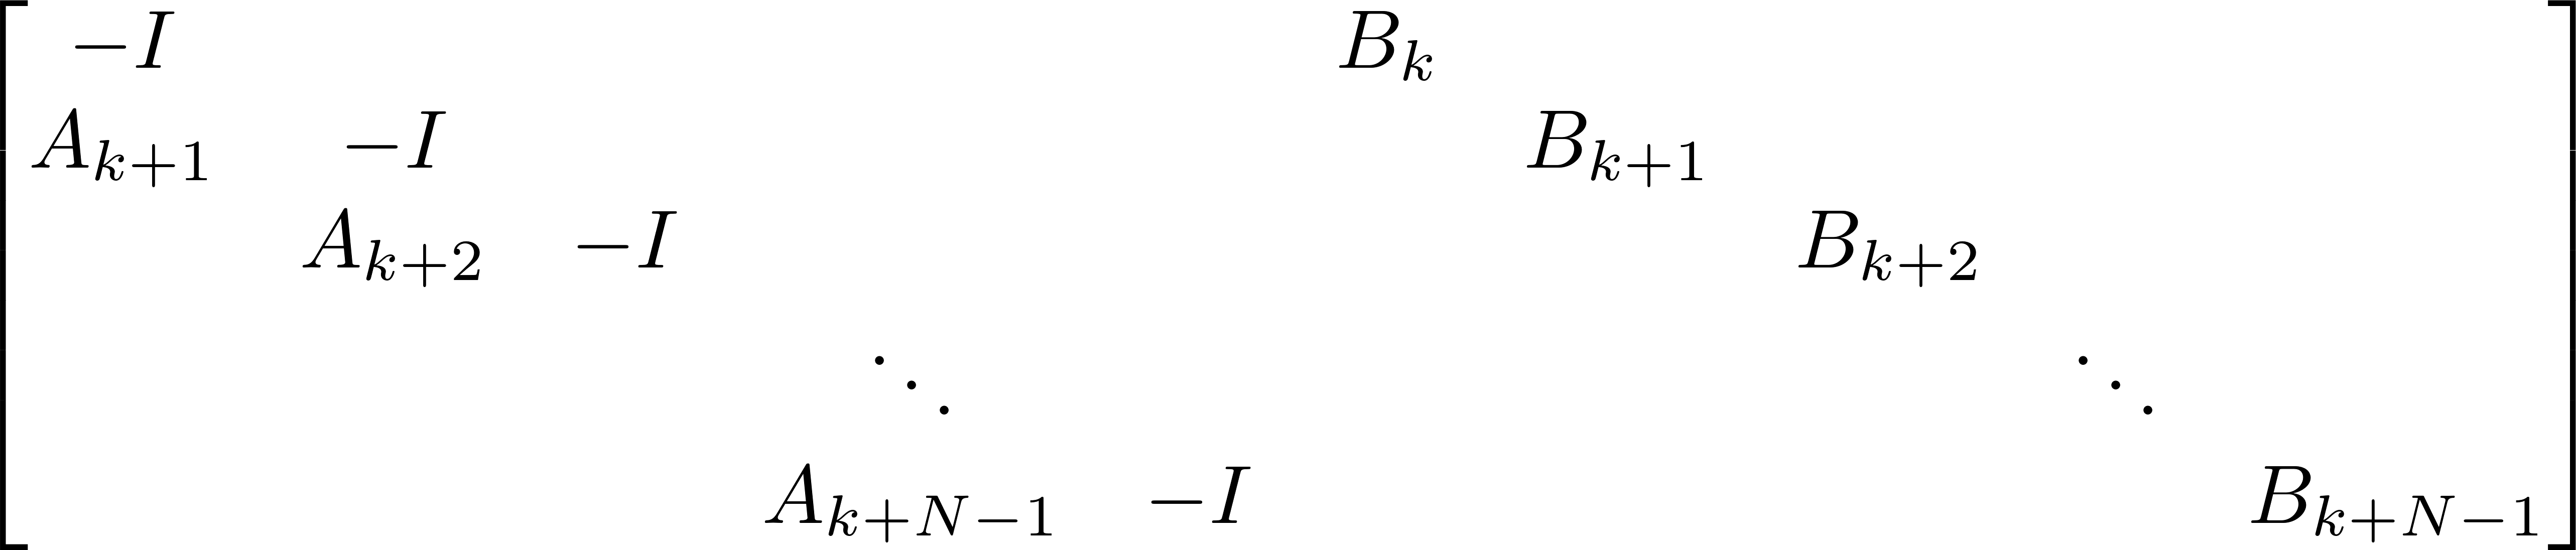 −I B_k
A_{k+1} −I B_{k+1}
A_{k+2} −I B_{k+2}
⋱ ⋱
A_{k+N−1} −I B_{k+N−1}